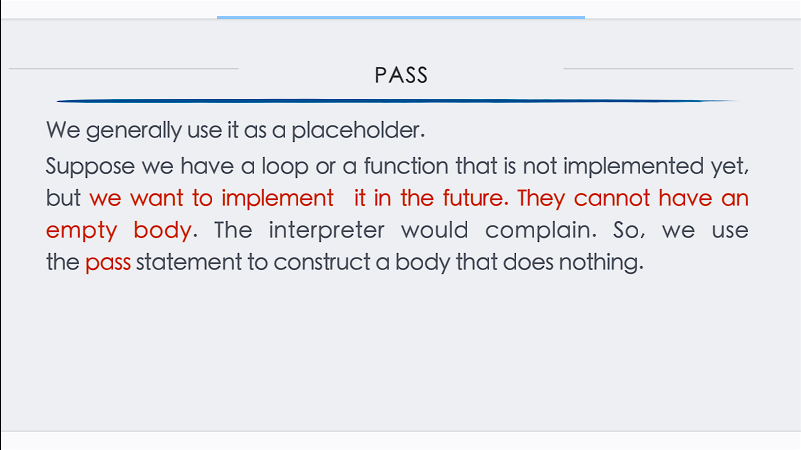 PASS
We generally use it as a placeholder.
Suppose we have a loop or a function that is not implemented yet,
but we want to implement it in the future. They cannot have an
empty body. The interpreter would complain. So, we use
the pass statement to construct a body that does nothing.